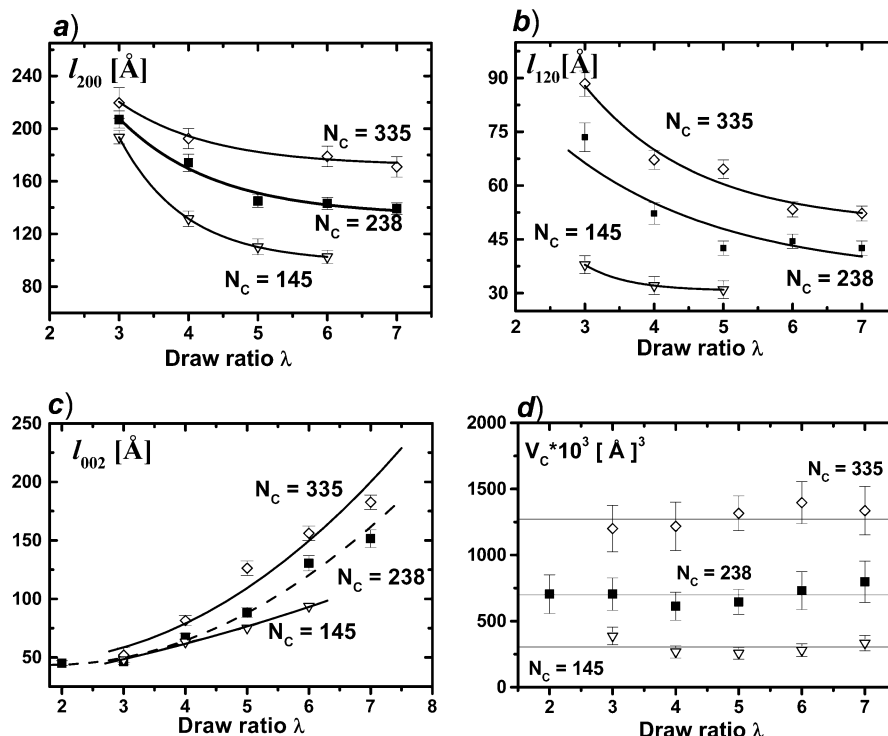 a)
l200 [Å]
240
200
160
120
80
NC = 335
NC = 238
NC = 145
2 3 4 5 6 7
Draw ratio λ
b)
l120[Å]
90
75
60
45
30
NC = 335
NC = 145
NC = 238
2 3 4 5 6 7
Draw ratio λ
c)
l002 [Å]
250
200
150
100
50
NC = 335
NC = 238
NC = 145
2 3 4 5 6 7 8
Draw ratio λ
d)
VC*10^3 [ Å ]^3
2000
1500
1250
1000
750
500
250
0
NC = 335
NC = 238
NC = 145
2 3 4 5 6 7
Draw ratio λ